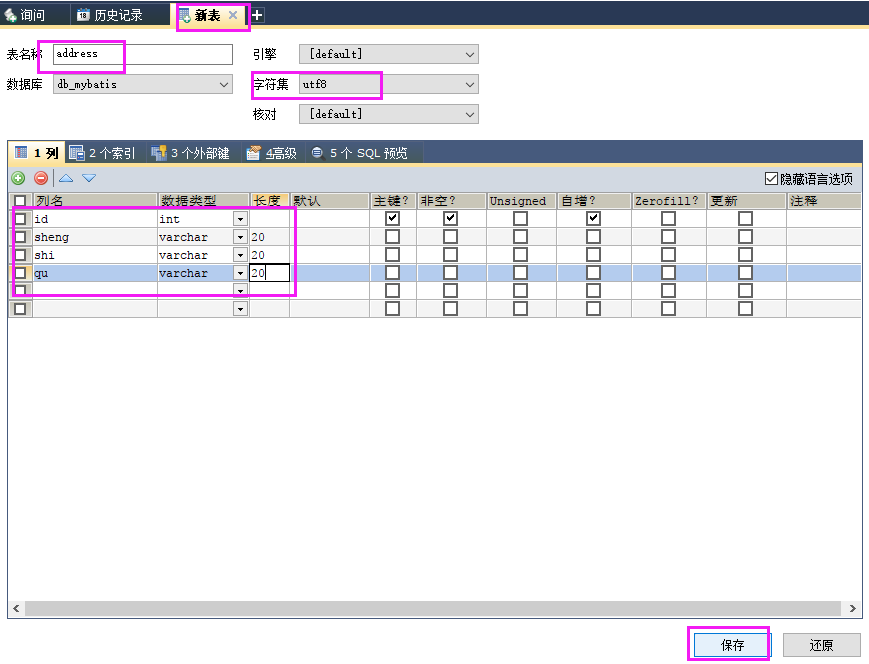 询问 历史记录 新表
表名称 address 引擎 [default]
数据库 db_mybatis 字符集 utf8
核对 [default]
1 列 2 个索引 3 个外部键 4高级 5 个 SQL 预览
隐藏语言选项
列名 数据类型 长度 默认 主键? 非空? Unsigned 自增? Zerofill? 更新 注释
id int
sheng varchar 20
shi varchar 20
qu varchar 20
保存 还原